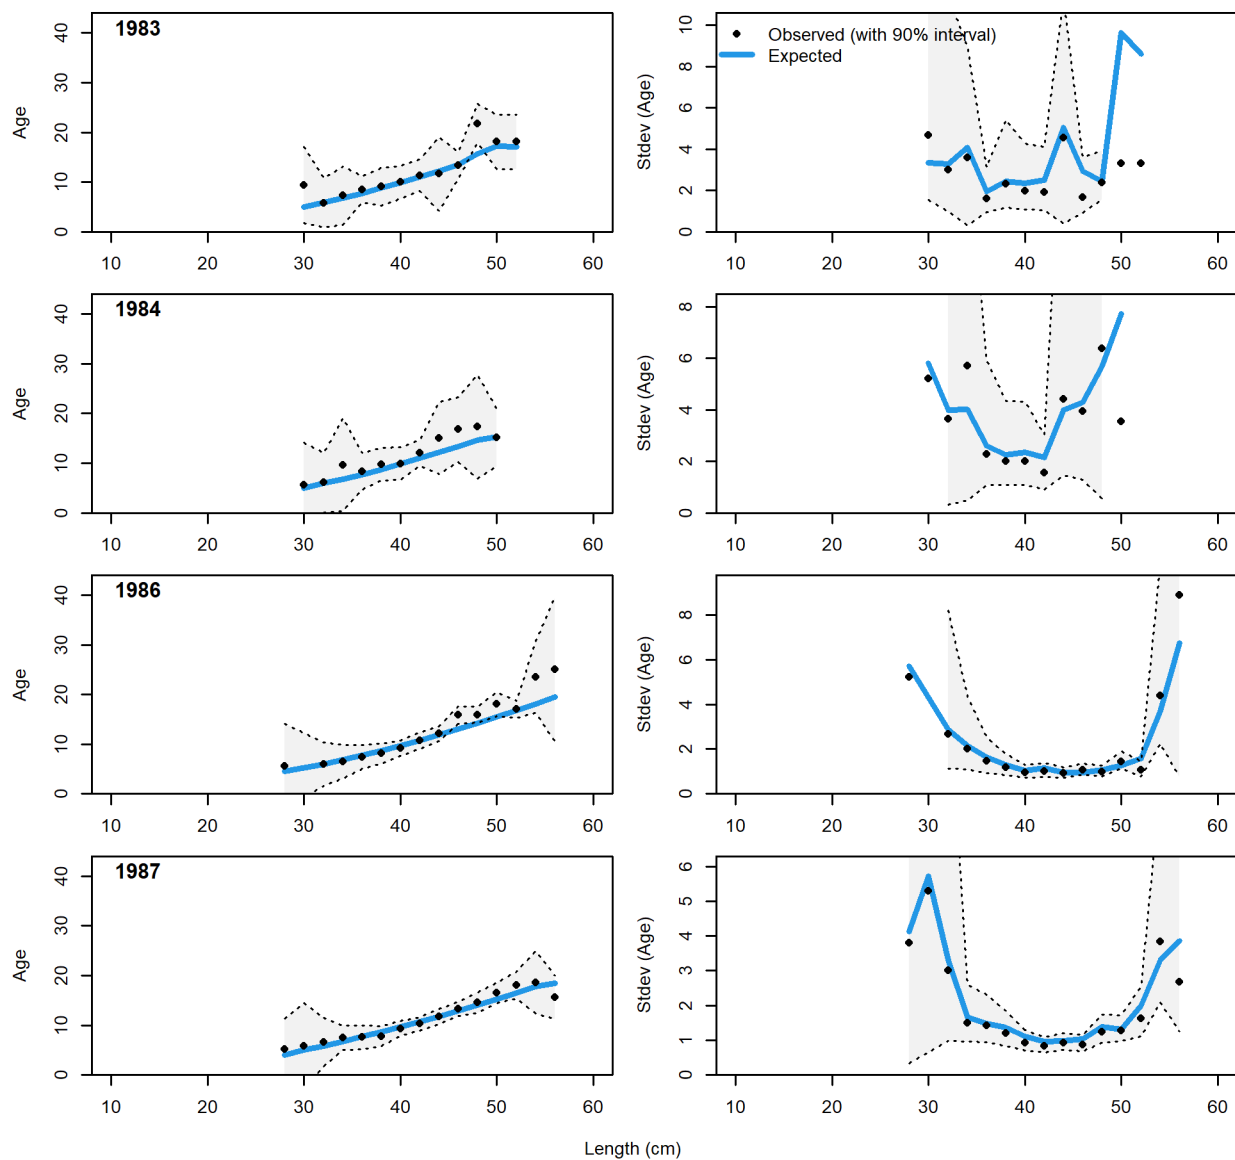 1983
Age
0 10 20 30 40
10 20 30 40 50 60
Observed (with 90% interval)
Expected
Stdev (Age)
0 2 4 6 8 10
10 20 30 40 50 60
1984
Age
0 10 20 30 40
10 20 30 40 50 60
Stdev (Age)
0 2 4 6 8
10 20 30 40 50 60
1986
Age
0 10 20 30 40
10 20 30 40 50 60
Stdev (Age)
0 2 4 6 8
10 20 30 40 50 60
1987
Age
0 10 20 30 40
10 20 30 40 50 60
Stdev (Age)
0 1 2 3 4 5 6
10 20 30 40 50 60
Length (cm)